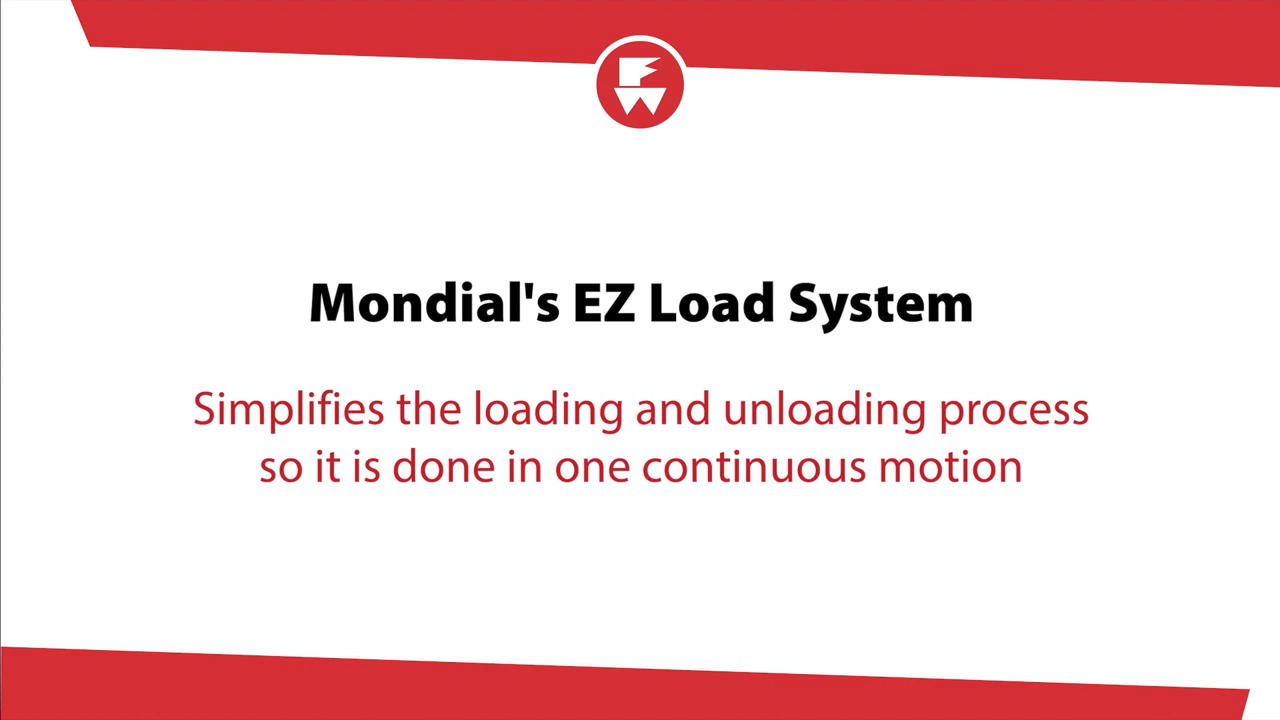 Mondial's EZ Load System
Simplifies the loading and unloading process
so it is done in one continuous motion